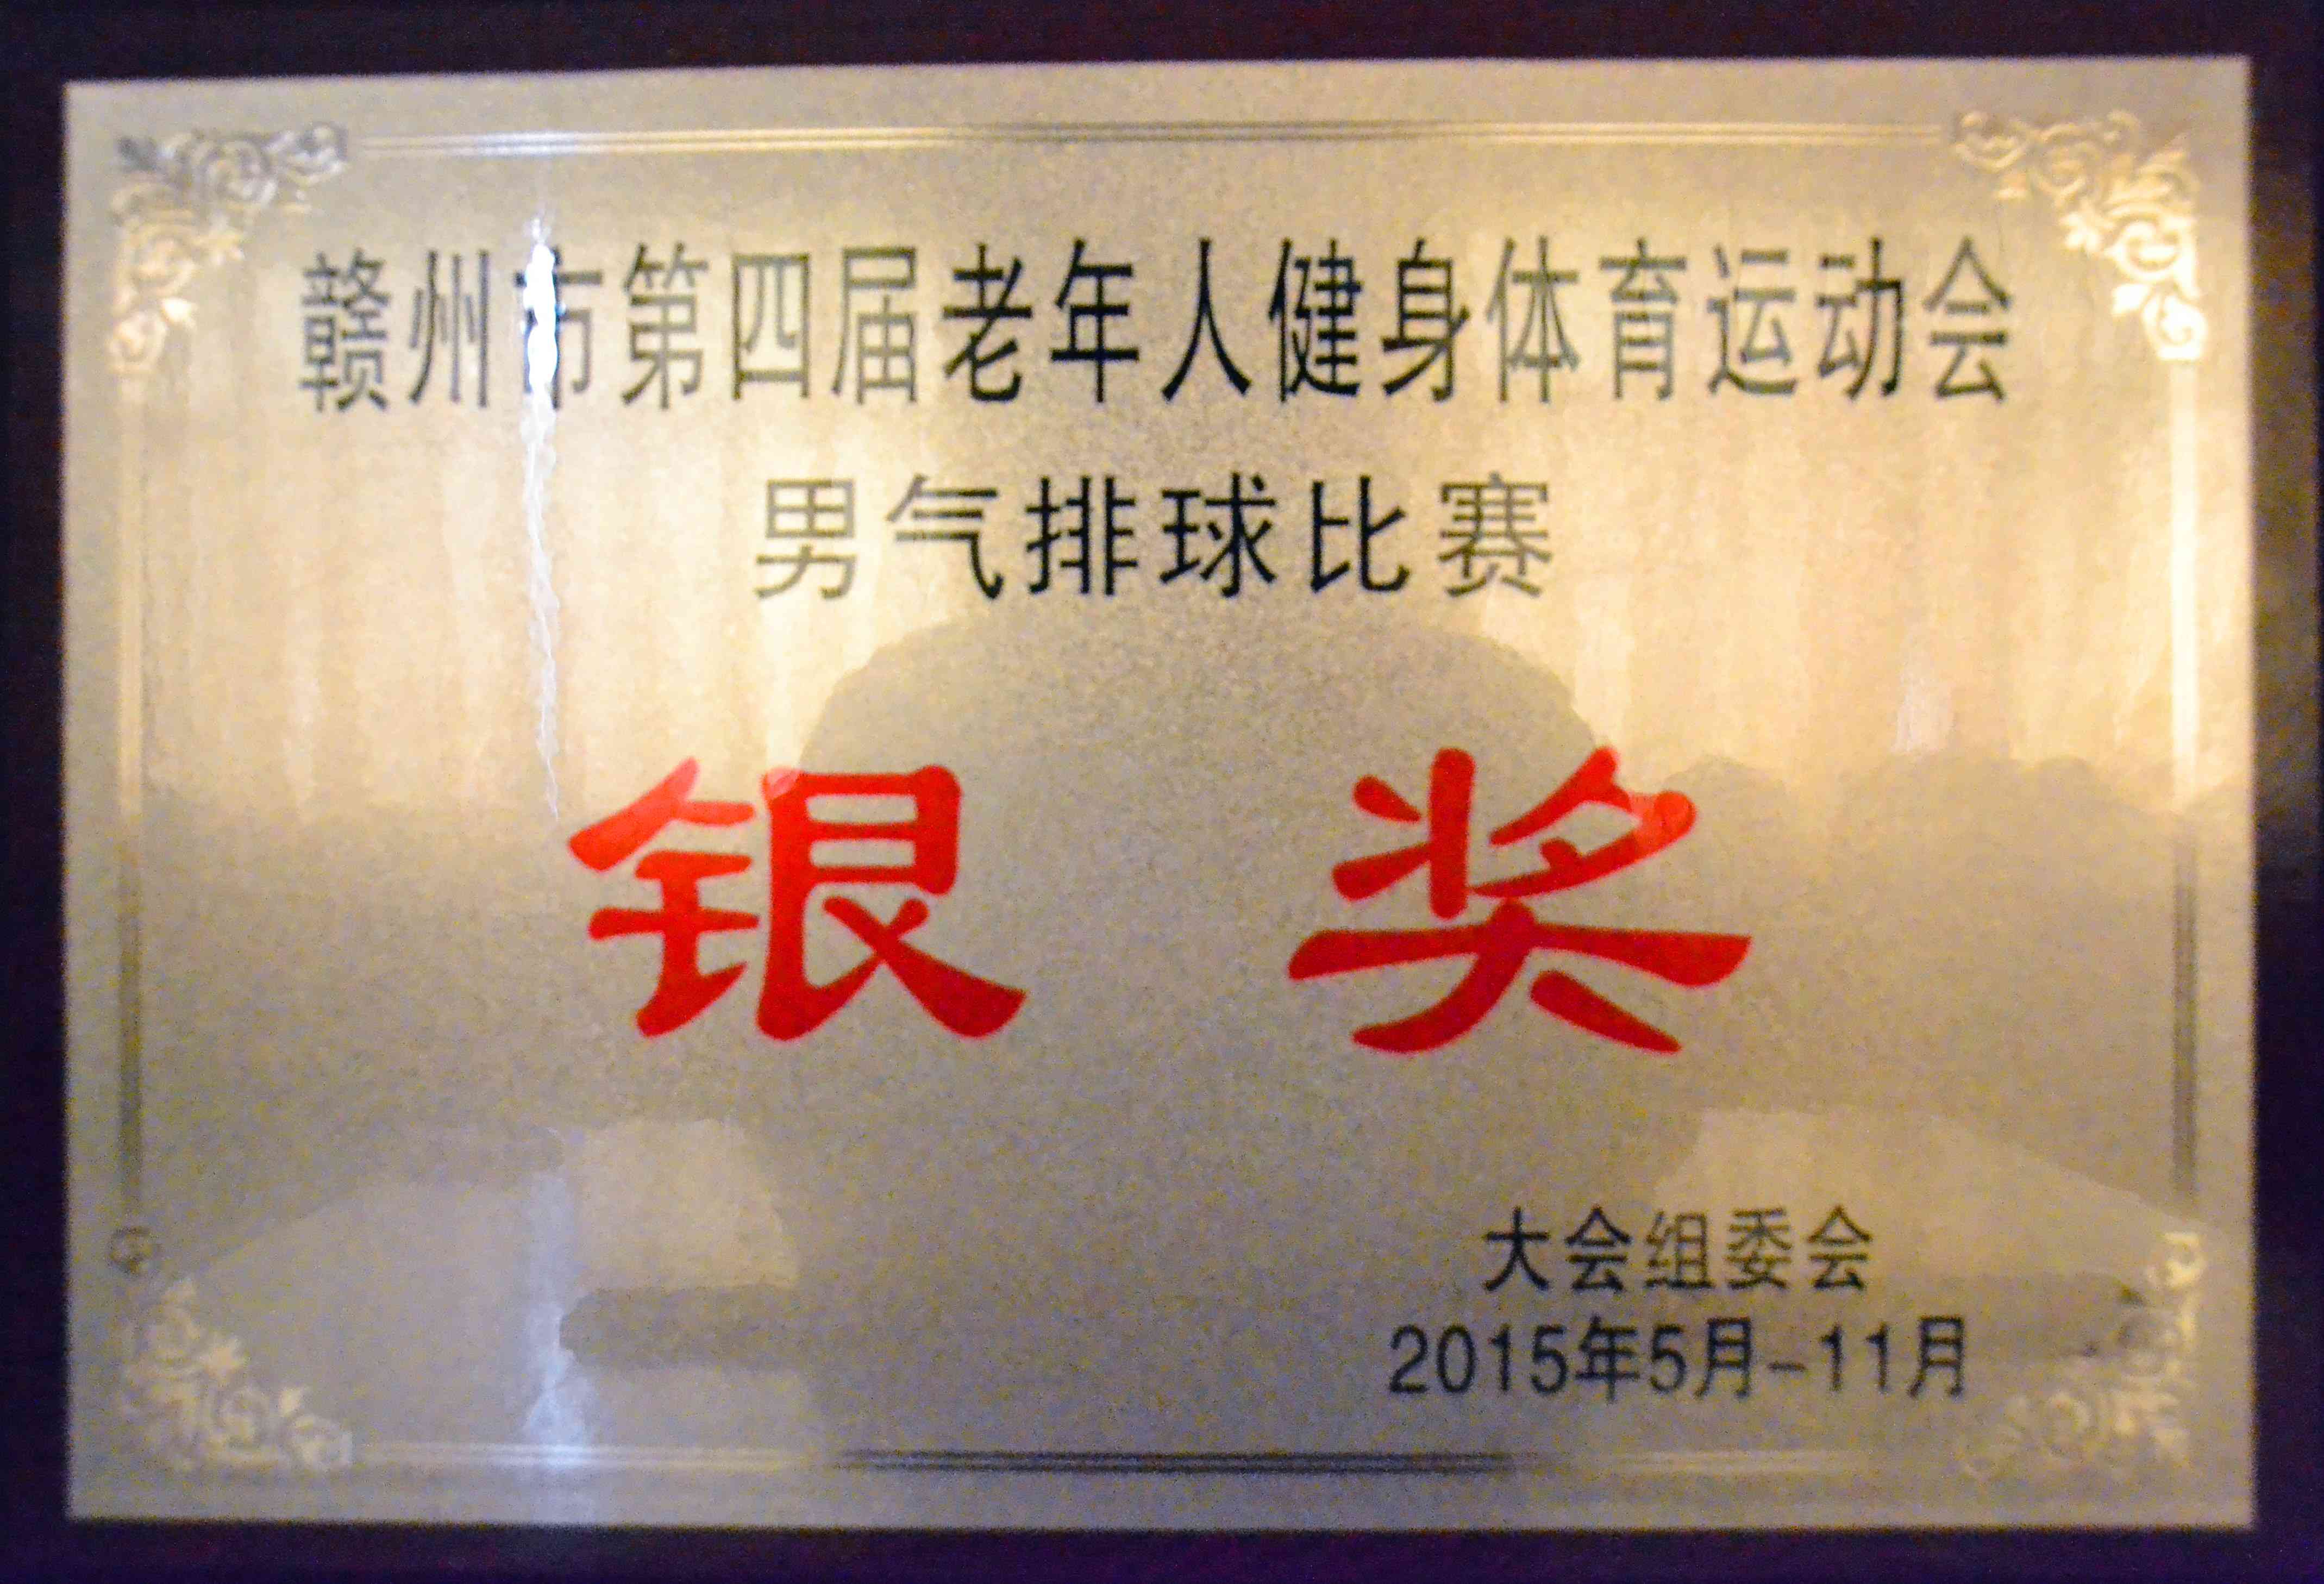 赣州市第四届老年人健身体育运动会
男气排球比赛
银奖
大会组委会
2015年5月-11月